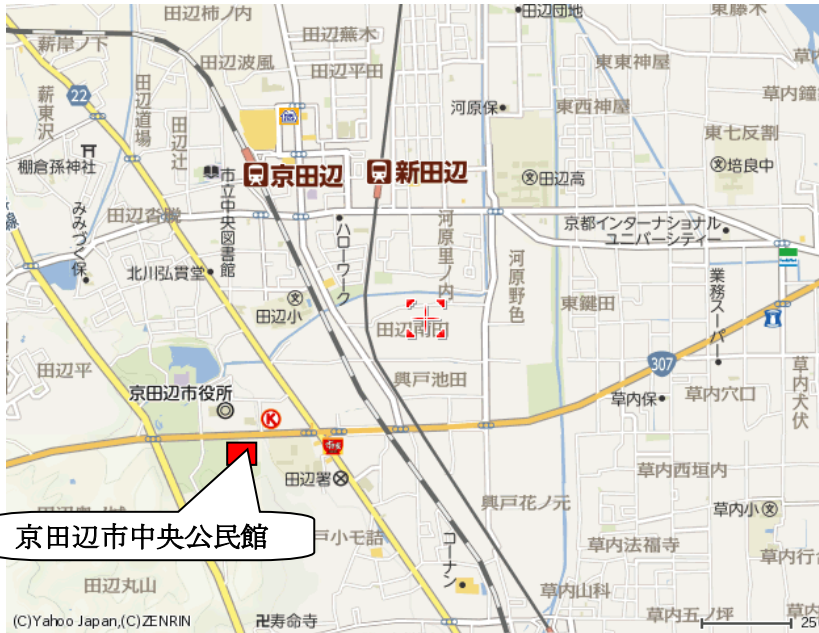 田辺柿ノ内
田辺団地
東藤木
薪岸ノ下
田辺蕪木
田辺波風
田辺平田
東東神屋
草内鐘
22
薪東沢
田辺道場
田辺辻
河原保
東西神屋
東七反割
棚倉孫神社
市立中央図書館
京田辺
新田辺
田辺高
培良中
みみづく保
田辺沓脱
ハローワーク
河原里ノ内
京都インターナショナル
ユニバーシティー
北川弘貫堂
河原野色
業務スーパー
田辺小
東鍵田
田辺平
興戸池田
307
草内穴口
草内犬伏
京田辺市役所
K
草内保
田辺署
草内西垣内
興戸花ノ元
草内小
京田辺市中央公民館
戸小モ詰
コーナン
草内法福寺
草内行
田辺丸山
草内山科
寿命寺
草内五ノ坪
(C)Yahoo Japan,(C)ZENRIN
25